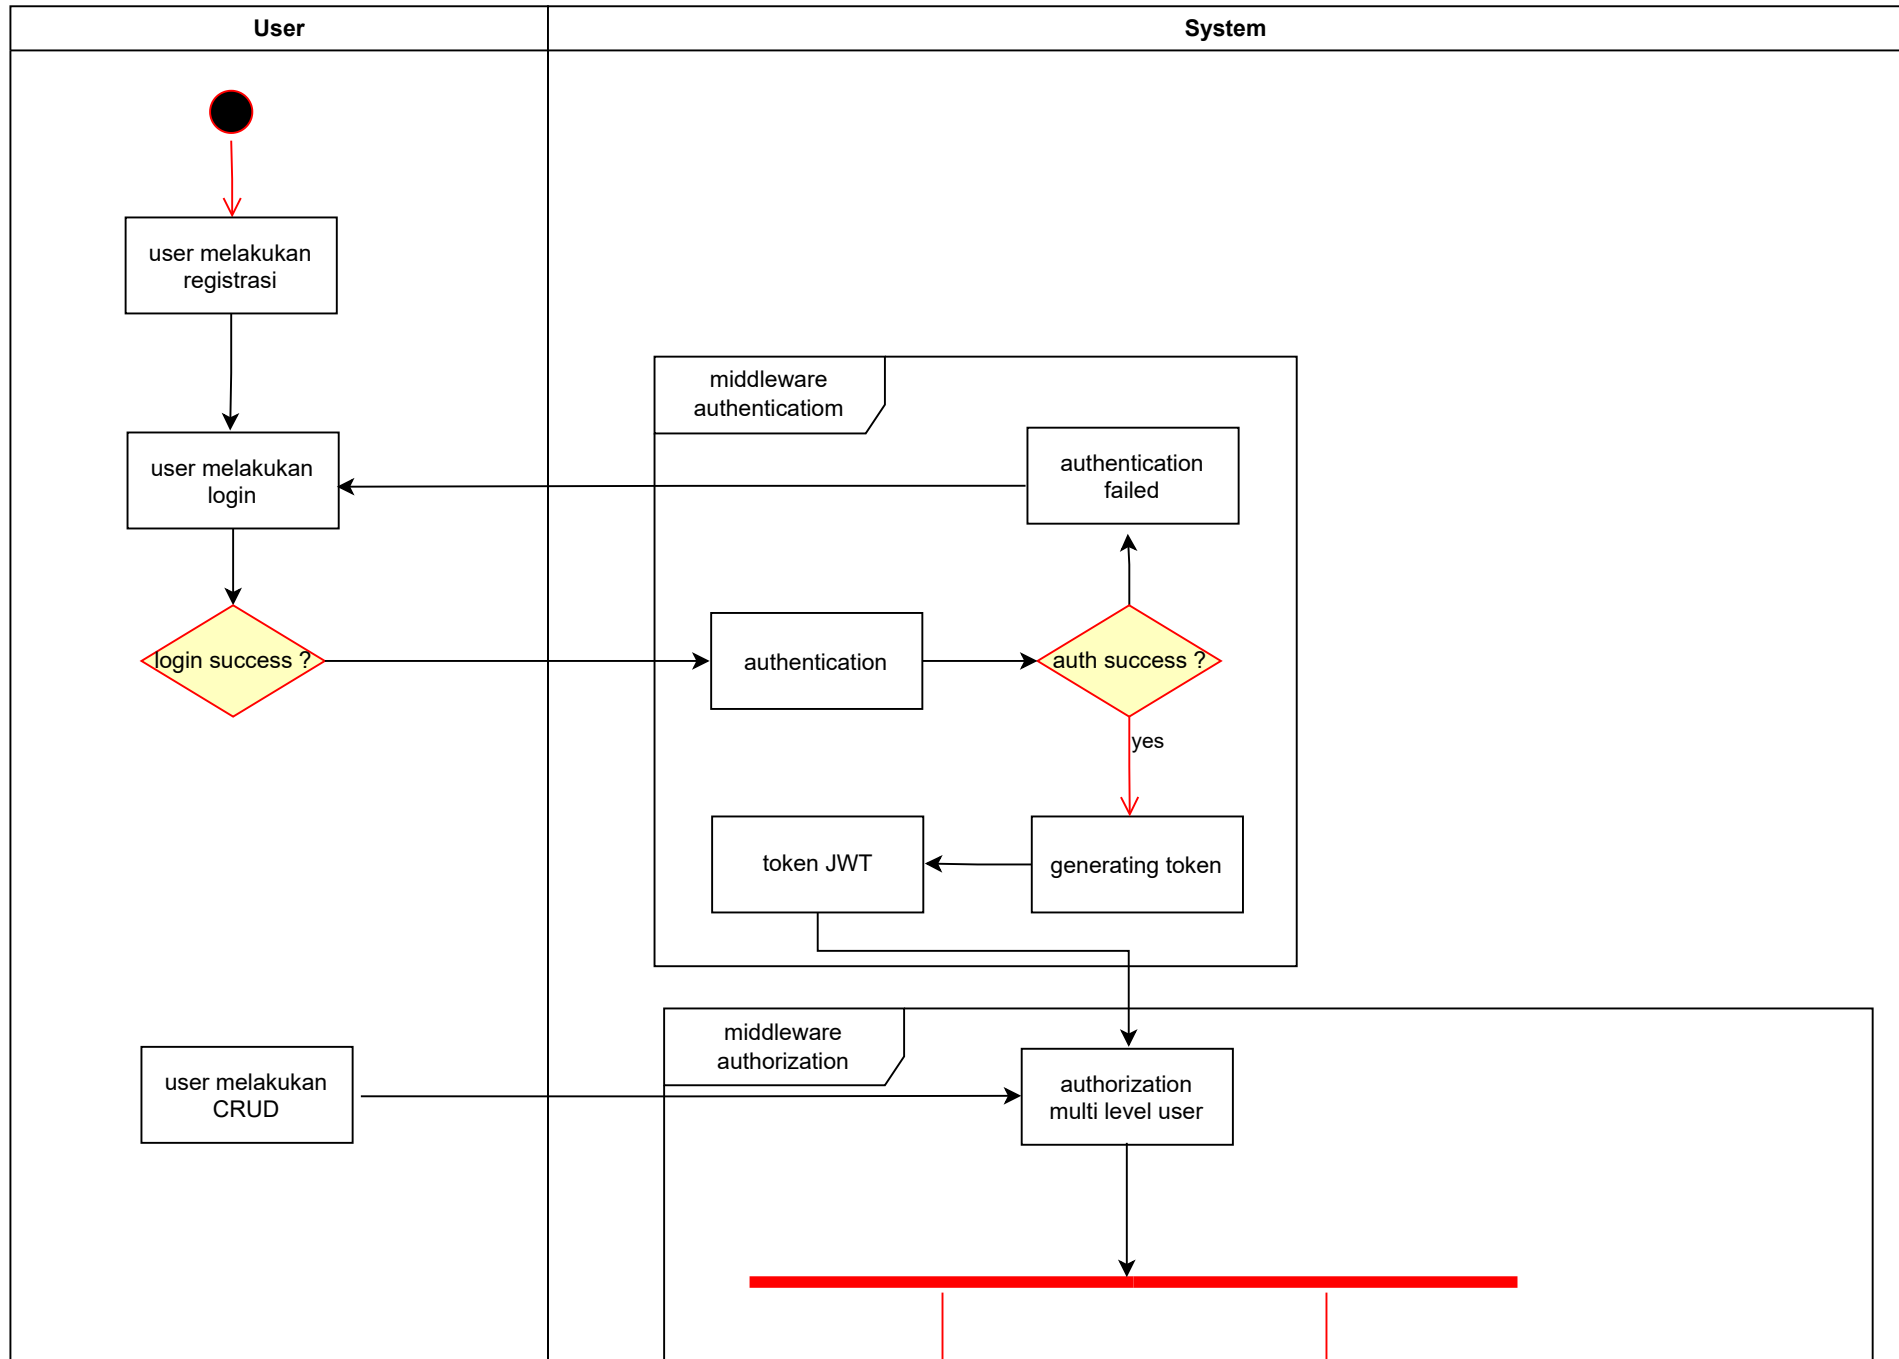 User
System
user melakukan
registrasi
middleware
authenticatiom
user melakukan
login
authentication
failed
login success ?
authentication
auth success ?
yes
token JWT
generating token
middleware
authorization
user melakukan
CRUD
authorization
multi level user